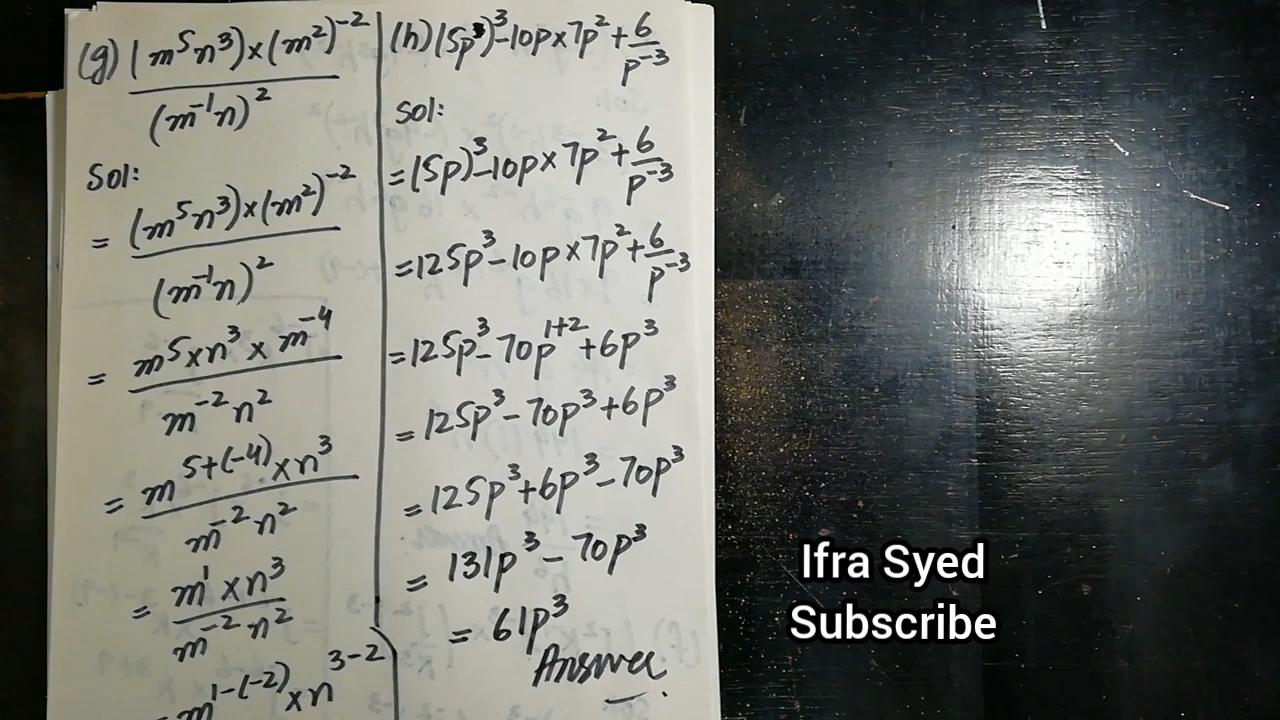 (g) (m⁵n³)×(m²)⁻²
(m⁻¹n)²
Sol:
= (m⁵n³)×(m²)⁻²
(m⁻¹n)²
= m⁵×n³×m⁻⁴
m⁻²n²
= m⁵⁺⁽⁻⁴⁾×n³
m⁻²n²
= m¹×n³
m⁻²n²
= m¹⁻⁽⁻²⁾×n³⁻²
(h) (5p)³-10p×7p²+6/p⁻³
Sol:
=(5p)³-10p×7p²+6/p⁻³
=125p³-10p×7p²+6/p⁻³
=125p³-70p¹⁺²+6p³
=125p³-70p³+6p³
=125p³+6p³-70p³
=131p³-70p³
=61p³
Answer
Ifra Syed
Subscribe